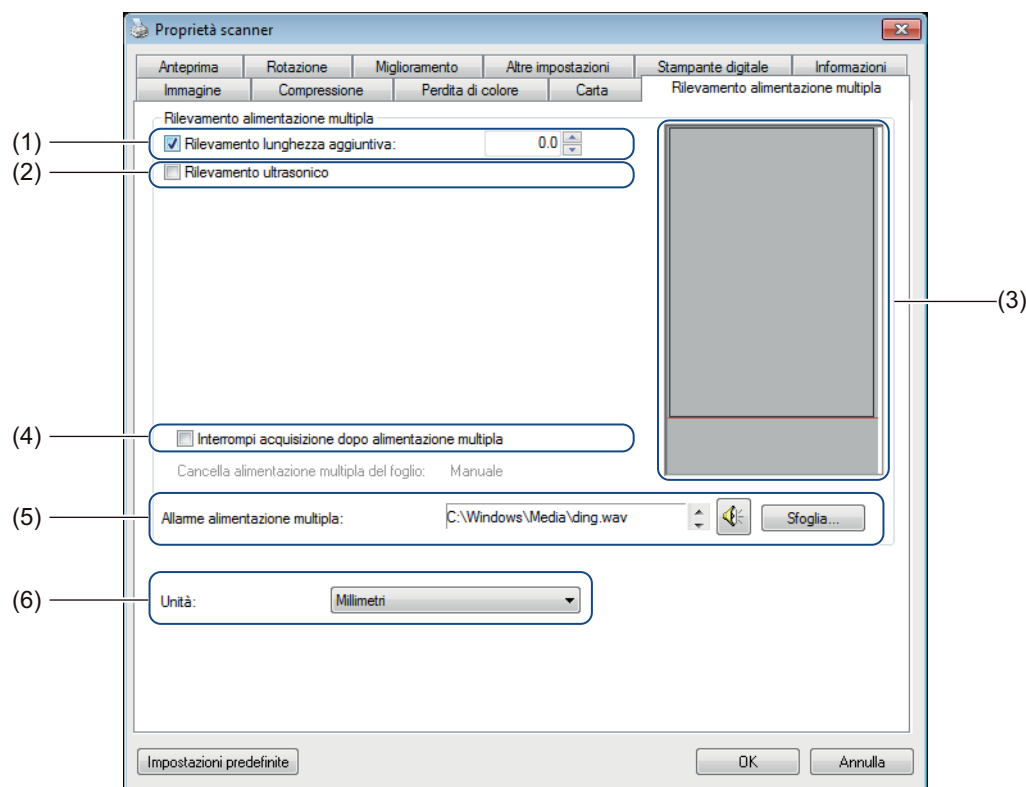 Proprietà scanner
Anteprima Rotazione Miglioramento Altre impostazioni Stampante digitale Informazioni
Immagine Compressione Perdita di colore Carta Rilevamento alimentazione multipla
Rilevamento alimentazione multipla
(1) Rilevamento lunghezza aggiuntiva: 0.0
(2) Rilevamento ultrasonico
(3)
(4) Interrompi acquisizione dopo alimentazione multipla
Cancella alimentazione multipla del foglio: Manuale
(5) Allarme alimentazione multipla: C:\Windows\Media\ding.wav Sfoglia...
(6) Unità: Millimetri
Impostazioni predefinite OK Annulla